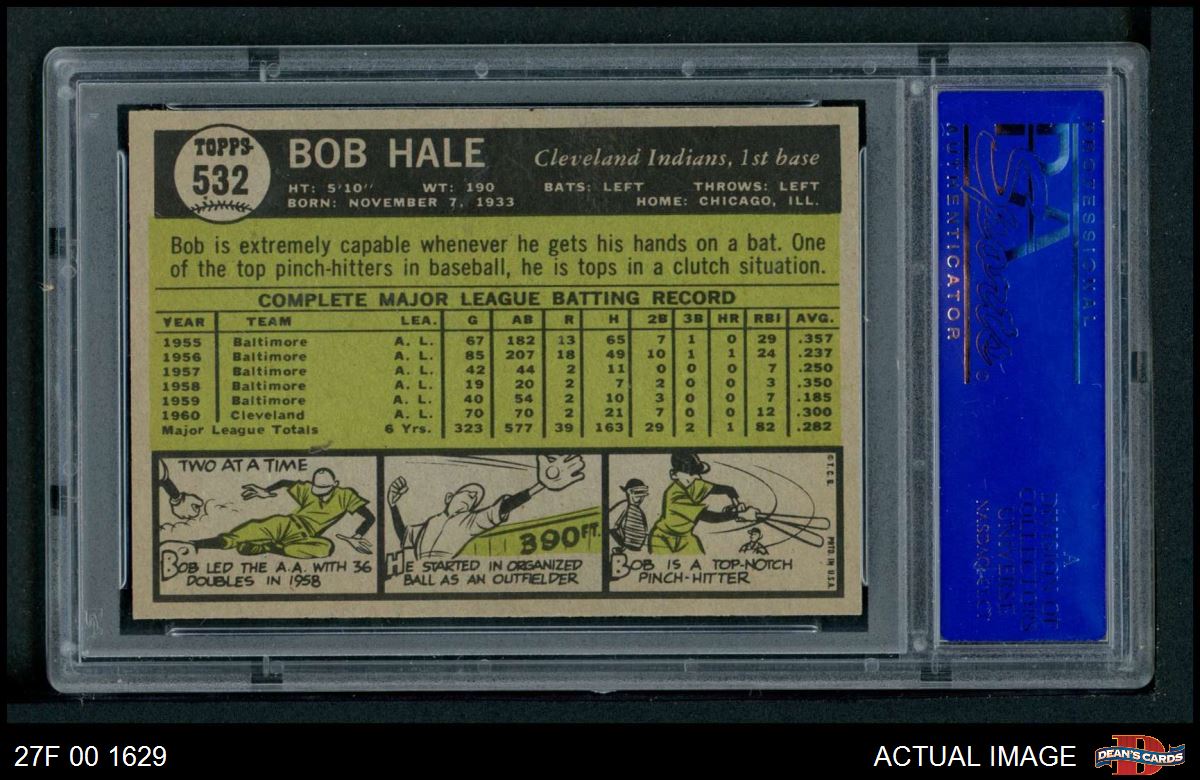 TOPPS
532
BOB HALE
Cleveland Indians, 1st base
HT: 5'10" WT: 190 BATS: LEFT THROWS: LEFT
BORN: NOVEMBER 7, 1933 HOME: CHICAGO, ILL.
Bob is extremely capable whenever he gets his hands on a bat. One
of the top pinch-hitters in baseball, he is tops in a clutch situation.
COMPLETE MAJOR LEAGUE BATTING RECORD
YEAR TEAM LEA. G AB R H 2B 3B HR RBI AVG.
1955 Baltimore A. L. 67 182 13 65 7 1 0 29 .357
1956 Baltimore A. L. 85 207 18 49 10 1 1 24 .237
1957 Baltimore A. L. 42 44 2 11 0 0 0 7 .250
1958 Baltimore A. L. 19 20 2 7 2 0 0 3 .350
1959 Baltimore A. L. 40 54 2 10 3 0 0 7 .185
1960 Cleveland A. L. 70 70 2 21 7 0 0 12 .300
Major League Totals 6 Yrs. 323 577 39 163 29 2 1 82 .282
TWO AT A TIME
BOB LED THE A.A. WITH 36
DOUBLES IN 1958
390 FT.
HE STARTED IN ORGANIZED
BALL AS AN OUTFIELDER
BOB IS A TOP-NOTCH
PINCH-HITTER
© T.C.G.
PRTD. IN U.S.A.
PROFESSIONAL
PSA
AUTHENTICATOR
A
DIVISION OF
COLLECTORS
UNIVERSE
27F 00 1629
ACTUAL IMAGE
DEAN'S CARDS